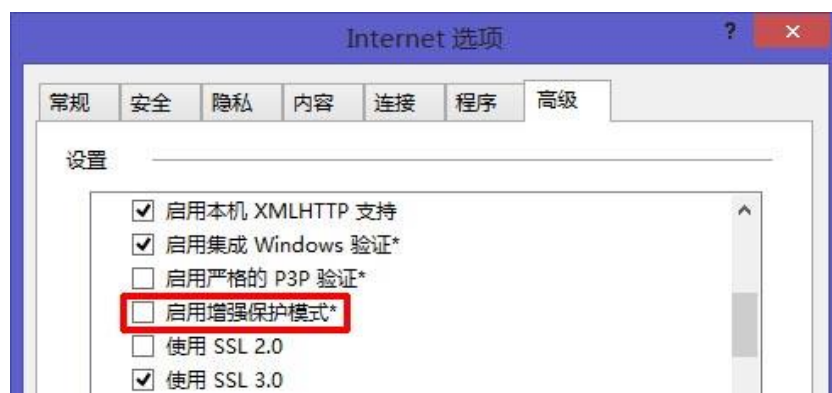 Internet 选项
?
×
常规 安全 隐私 内容 连接 程序 高级
设置
启用本机 XMLHTTP 支持
启用集成 Windows 验证*
启用严格的 P3P 验证*
启用增强保护模式*
使用 SSL 2.0
使用 SSL 3.0